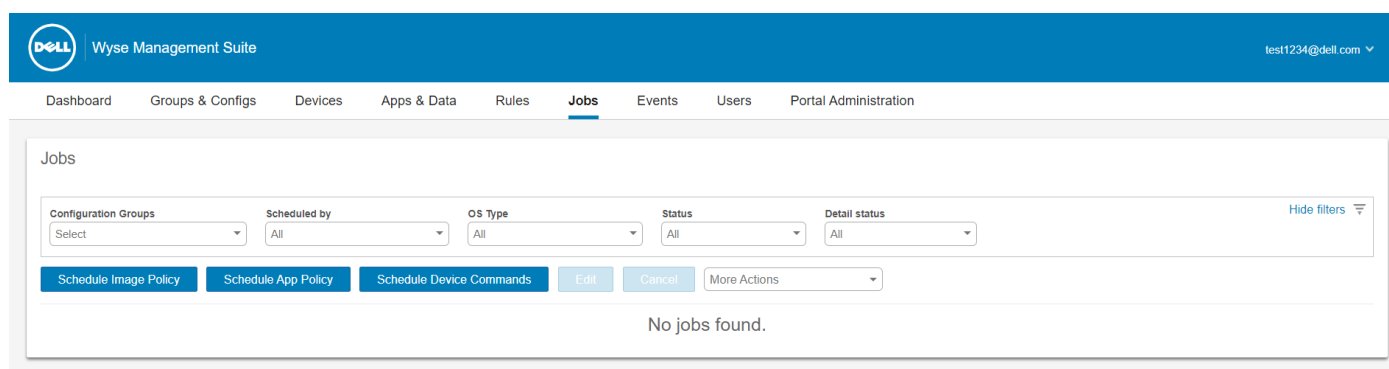 DELL Wyse Management Suite test1234@dell.com
Dashboard Groups & Configs Devices Apps & Data Rules Jobs Events Users Portal Administration
Jobs
Configuration Groups Scheduled by OS Type Status Detail status Hide filters
Select All All All All
Schedule Image Policy Schedule App Policy Schedule Device Commands Edit Cancel More Actions
No jobs found.